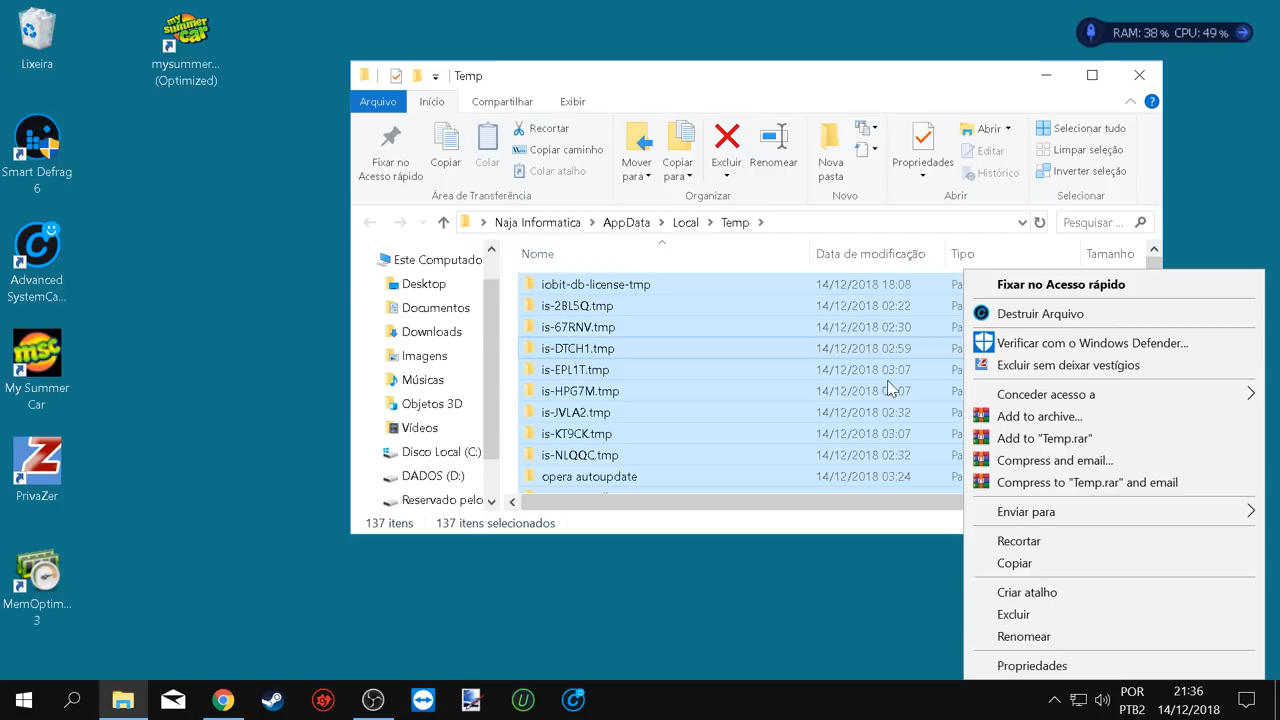 Lixeira
mysummer...
(Optimized)
Smart Defrag
6
Advanced
SystemCa...
My Summer
Car
PrivaZer
MemOptim...
3
RAM: 38 % CPU: 49 %
Temp
Arquivo Início Compartilhar Exibir
Fixar no
Acesso rápido
Copiar
Colar
Recortar
Copiar caminho
Colar atalho
Área de Transferência
Mover
para
Copiar
para
Excluir
Renomear
Organizar
Nova
pasta
Novo
Propriedades
Abrir
Editar
Histórico
Abrir
Selecionar tudo
Limpar seleção
Inverter seleção
Selecionar
Naja Informatica > AppData > Local > Temp >
Pesquisar ...
Este Computado
Desktop
Documentos
Downloads
Imagens
Músicas
Objetos 3D
Vídeos
Disco Local (C:)
DADOS (D:)
Reservado pelo
Nome Data de modificação Tipo Tamanho
iobit-db-license-tmp 14/12/2018 18:08 Pa
is-2BL5Q.tmp 14/12/2018 02:22 Pa
is-67RNV.tmp 14/12/2018 02:30 Pa
is-DTCH1.tmp 14/12/2018 02:59 Pa
is-EPL1T.tmp 14/12/2018 03:07 Pa
is-HPG7M.tmp 14/12/2018 03:07 Pa
is-JVLA2.tmp 14/12/2018 02:32 Pa
is-KT9CK.tmp 14/12/2018 03:07 Pa
is-NLQQC.tmp 14/12/2018 02:32 Pa
opera autoupdate 14/12/2018 03:24 Pa
137 itens 137 itens selecionados
Fixar no Acesso rápido
Destruir Arquivo
Verificar com o Windows Defender...
Excluir sem deixar vestígios
Conceder acesso a
Add to archive...
Add to "Temp.rar"
Compress and email...
Compress to "Temp.rar" and email
Enviar para
Recortar
Copiar
Criar atalho
Excluir
Renomear
Propriedades
POR
PTB2
21:36
14/12/2018